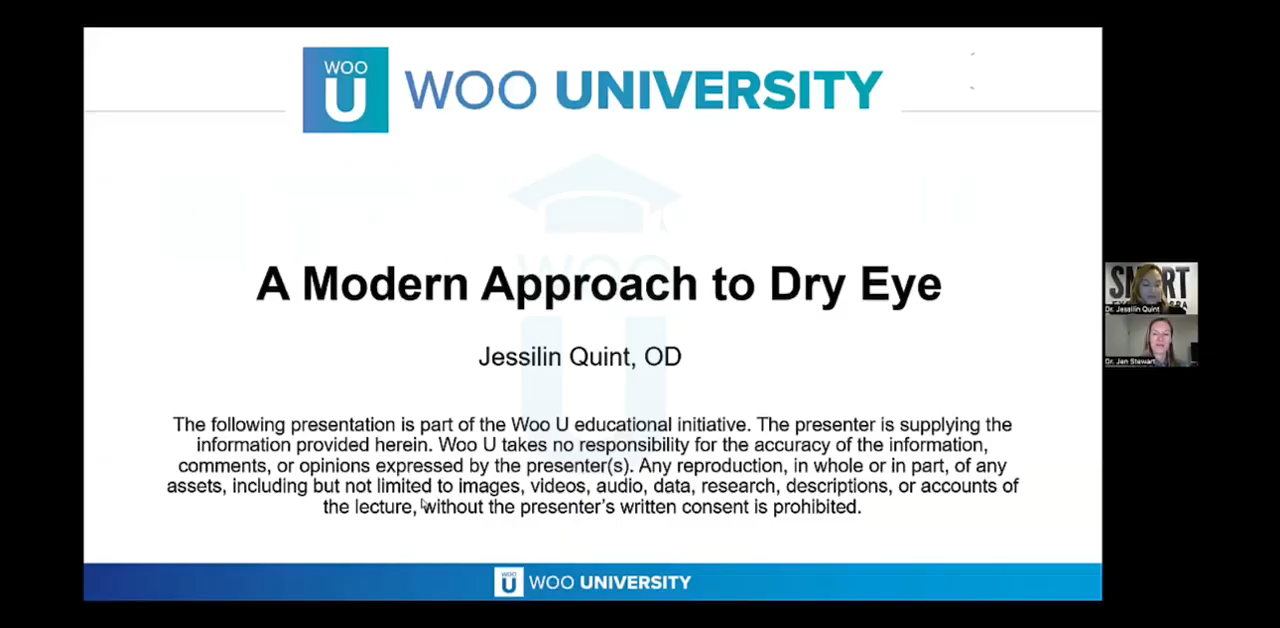 WOO
U
WOO UNIVERSITY
WOO
U
A Modern Approach to Dry Eye
Jessilin Quint, OD
The following presentation is part of the Woo U educational initiative. The presenter is supplying the
information provided herein. Woo U takes no responsibility for the accuracy of the information,
comments, or opinions expressed by the presenter(s). Any reproduction, in whole or in part, of any
assets, including but not limited to images, videos, audio, data, research, descriptions, or accounts of
the lecture, without the presenter's written consent is prohibited.
Dr. Jessilin Quint
Dr. Jen Stewart
WOO
U
WOO UNIVERSITY